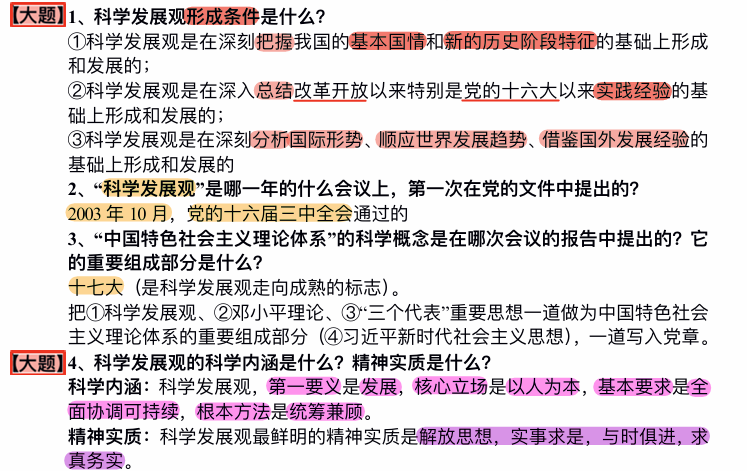 【大题】1、科学发展观形成条件是什么？
①科学发展观是在深刻把握我国的基本国情和新的历史阶段特征的基础上形成
和发展的；
②科学发展观是在深入总结改革开放以来特别是党的十六大以来实践经验的基
础上形成和发展的；
③科学发展观是在深刻分析国际形势、顺应世界发展趋势、借鉴国外发展经验的
基础上形成和发展的
2、“科学发展观”是哪一年的什么会议上，第一次在党的文件中提出的？
2003 年 10 月，党的十六届三中全会通过的
3、“中国特色社会主义理论体系”的科学概念是在哪次会议的报告中提出的？它
的重要组成部分是什么？
十七大（是科学发展观走向成熟的标志）。
把①科学发展观、②邓小平理论、③“三个代表”重要思想一道做为中国特色社会
主义理论体系的重要组成部分（④习近平新时代社会主义思想），一道写入党章。
【大题】4、科学发展观的科学内涵是什么？精神实质是什么？
科学内涵：科学发展观，第一要义是发展，核心立场是以人为本，基本要求是全
面协调可持续，根本方法是统筹兼顾。
精神实质：科学发展观最鲜明的精神实质是解放思想，实事求是，与时俱进，求
真务实。